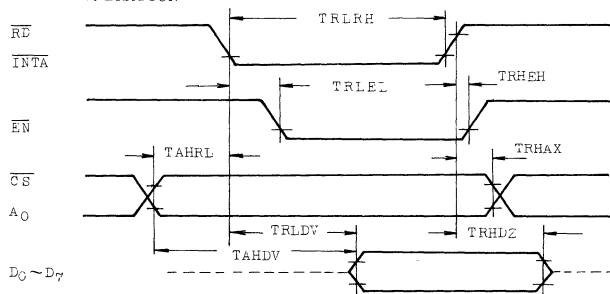 TRLRH
RD
INTA
TRLEL
TRHEH
EN
TAHRL
TRHAX
CS
A0
TRLDV
TRHDZ
TAHDV
D0~D7